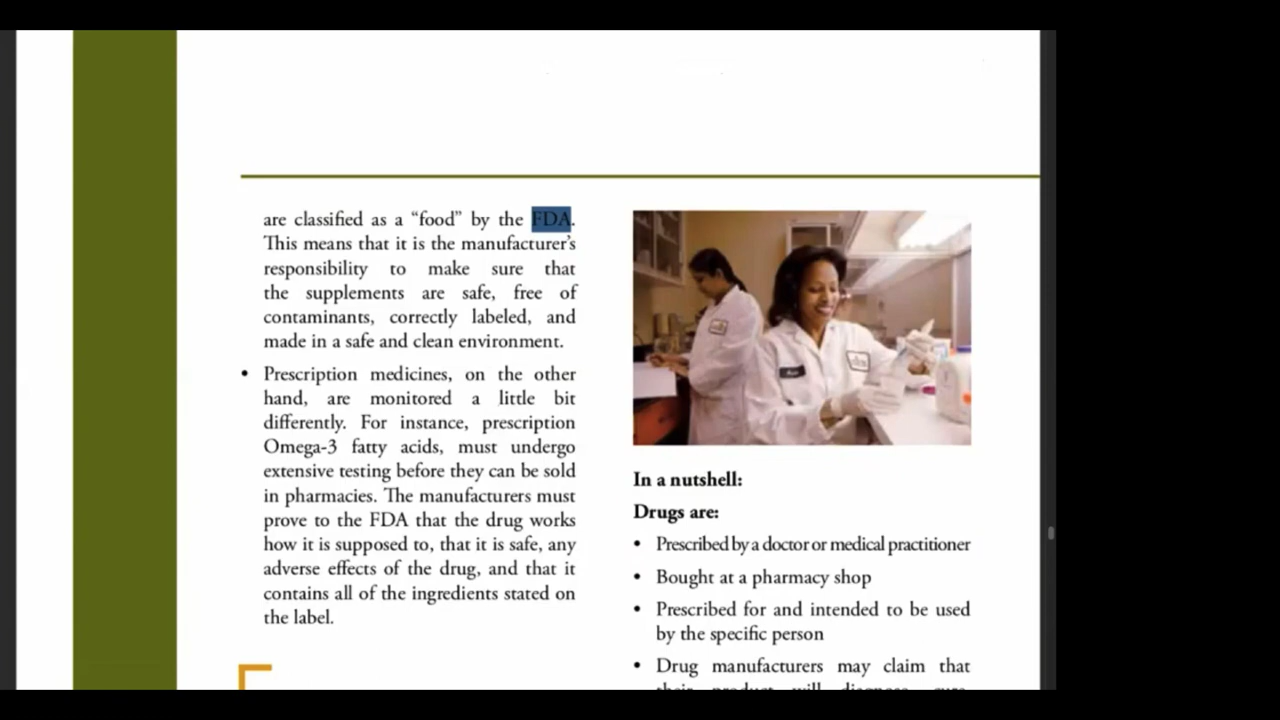 are classified as a “food” by the FDA.
This means that it is the manufacturer’s
responsibility to make sure that
the supplements are safe, free of
contaminants, correctly labeled, and
made in a safe and clean environment.
• Prescription medicines, on the other
hand, are monitored a little bit
differently. For instance, prescription
Omega-3 fatty acids, must undergo
extensive testing before they can be sold
in pharmacies. The manufacturers must
prove to the FDA that the drug works
how it is supposed to, that it is safe, any
adverse effects of the drug, and that it
contains all of the ingredients stated on
the label.
In a nutshell:
Drugs are:
• Prescribed by a doctor or medical practitioner
• Bought at a pharmacy shop
• Prescribed for and intended to be used
by the specific person
• Drug manufacturers may claim that
their product will diagnose, cure,